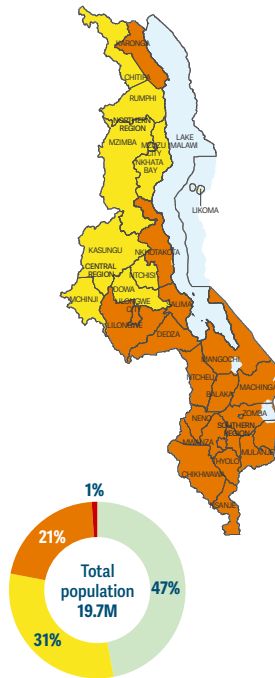 KARONGA
CHITIPA
RUMPHI
NORTHERN
REGION
MZUZU
CITY
MZIMBA
NKHATA
BAY
LAKE
MALAWI
LIKOMA
KASUNGU
NKHOTAKOTA
CENTRAL
REGION
NTCHISI
DOWA
MCHINJI
LILONGWE
CITY
SALIMA
LILONGWE
DEDZA
MANGOCHI
NTCHEU
MACHINGA
BALAKA
ZOMBA
NENO
SOUTHERN
REGION
MWANZA
MULANJE
THYOLO
CHIKHWAWA
NSANJE
1%
21%
Total
population
19.7M
47%
31%